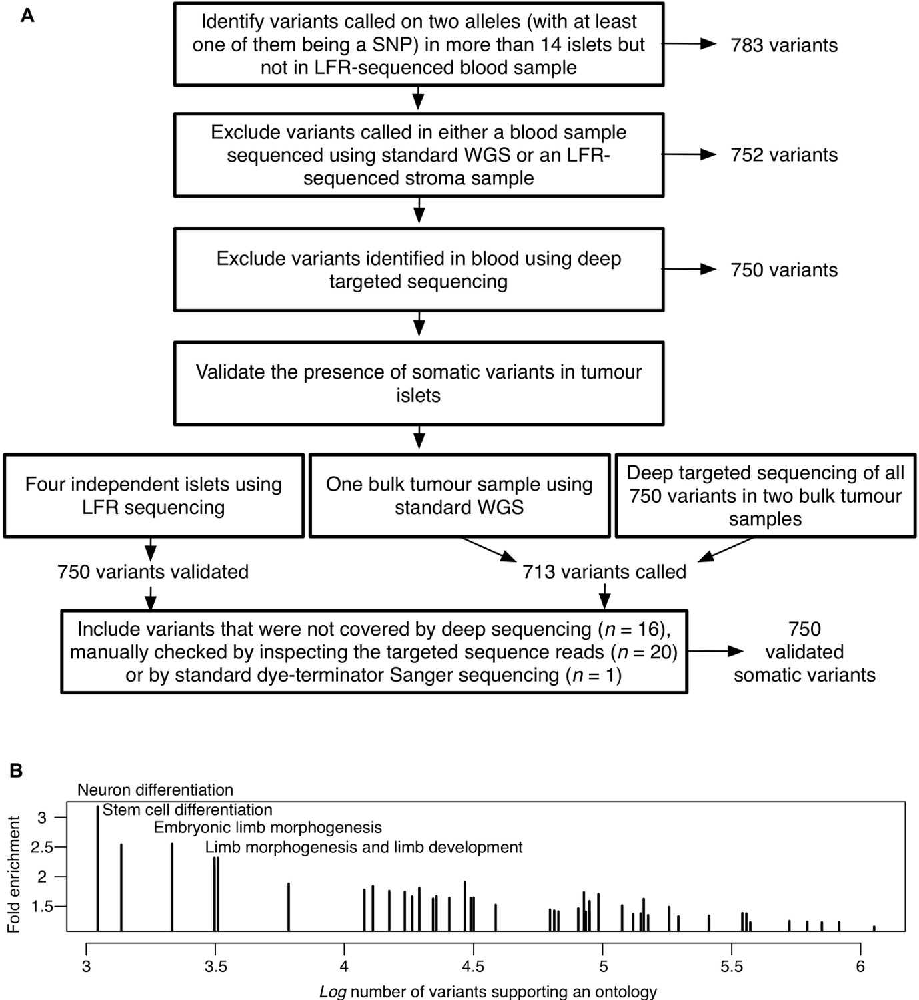 A
Identify variants called on two alleles (with at least
one of them being a SNP) in more than 14 islets but
not in LFR-sequenced blood sample
783 variants
Exclude variants called in either a blood sample
sequenced using standard WGS or an LFR-
sequenced stroma sample
752 variants
Exclude variants identified in blood using deep
targeted sequencing
750 variants
Validate the presence of somatic variants in tumour
islets
Four independent islets using
LFR sequencing
One bulk tumour sample using
standard WGS
Deep targeted sequencing of all
750 variants in two bulk tumour
samples
750 variants validated
713 variants called
Include variants that were not covered by deep sequencing (n = 16),
manually checked by inspecting the targeted sequence reads (n = 20)
or by standard dye-terminator Sanger sequencing (n = 1)
750
validated
somatic variants
B
Neuron differentiation
Stem cell differentiation
Embryonic limb morphogenesis
Limb morphogenesis and limb development
Fold enrichment
3
2.5
2
1.5
3
3.5
4
4.5
5
5.5
6
Log number of variants supporting an ontology